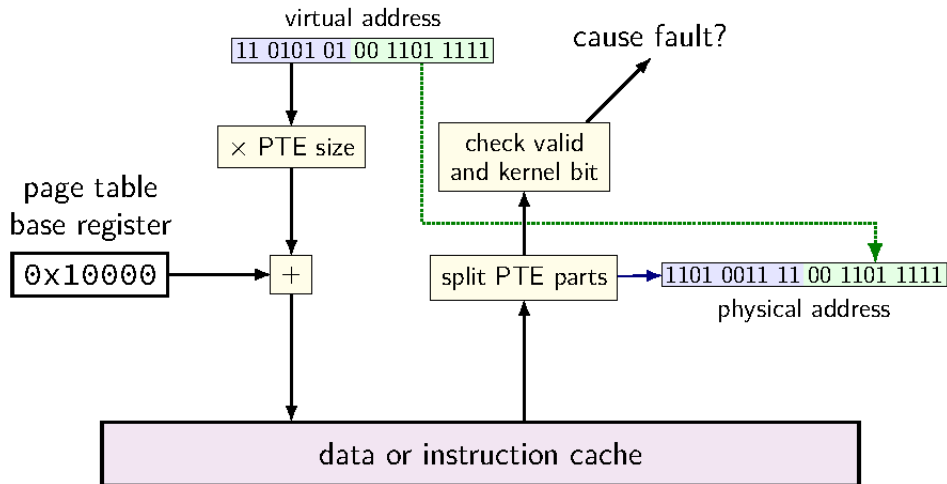 virtual address
11 0101 01 00 1101 1111
cause fault?
× PTE size
check valid
and kernel bit
page table
base register
0x10000
+
split PTE parts
1101 0011 11 00 1101 1111
physical address
data or instruction cache